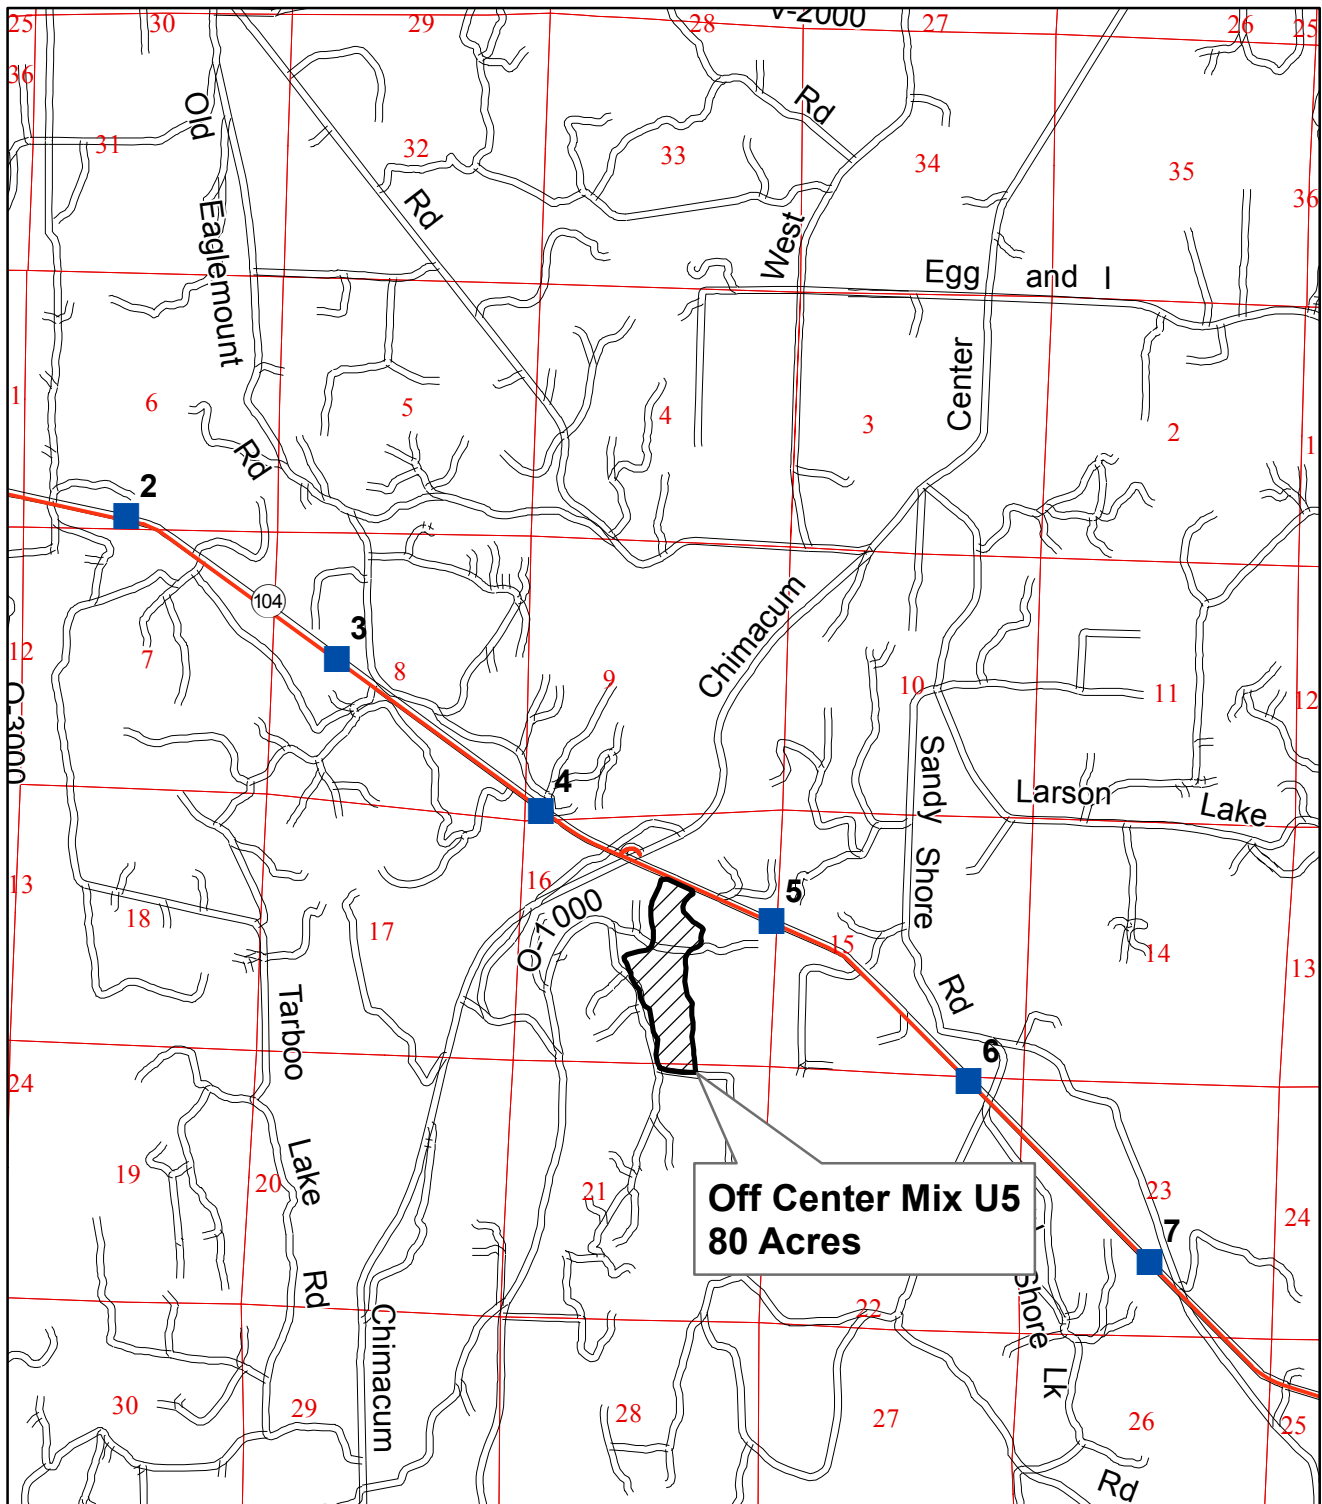 25
30
29
28
V-2000
27
26
25
36
Old
Rd
31
32
33
34
35
36
Rd
Eaglemount
West
Egg and I
Center
1
6
5
4
3
2
1
Rd
2
104
3
Chimacum
12
7
8
9
10
11
12
O-3000
4
Sandy
Larson
Lake
13
18
17
16
O-1000
5
Shore
15
14
13
Rd
Tarboo
24
6
19
20
Lake
21
Off Center Mix U5
80 Acres
23
24
7
Rd
Chimacum
22
Shore
Lk
30
29
28
27
26
25
Rd